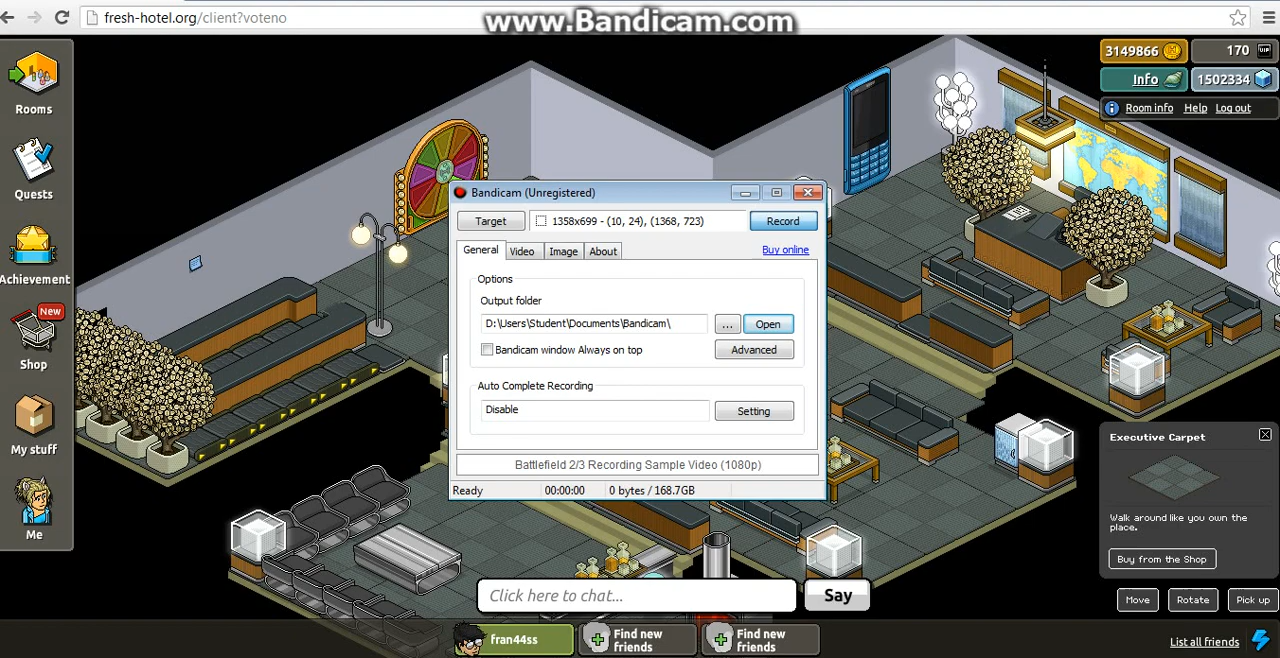 fresh-hotel.org/client?voteno
www.Bandicam.com
3149866
170
VIP
Info
1502334
Room info
Help
Log out
Rooms
Quests
Achievement
New
Shop
My stuff
Me
Bandicam (Unregistered)
Target
1358x699 - (10, 24), (1368, 723)
Record
General
Video
Image
About
Buy online
Options
Output folder
D:\Users\Student\Documents\Bandicam\
...
Open
Bandicam window Always on top
Advanced
Auto Complete Recording
Disable
Setting
Battlefield 2/3 Recording Sample Video (1080p)
Ready
00:00:00
0 bytes / 168.7GB
Executive Carpet
Walk around like you own the
place.
Buy from the Shop
Move
Rotate
Pick up
Click here to chat...
Say
fran44ss
Find new
friends
Find new
friends
List all friends